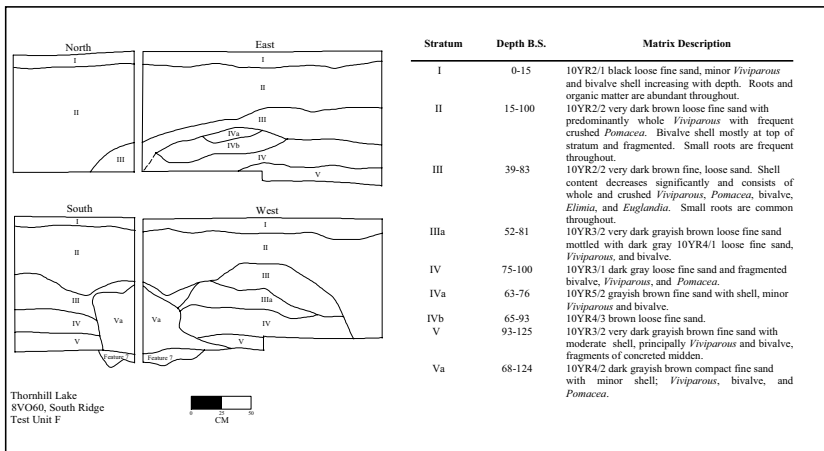 North
East
I
I
II
II
III
III
IVa
IVb
IV
V
South
West
I
I
II
II
III
III
IIIa
Va
Va
IV
IV
V
V
Feature 7
Feature 7
Thornhill Lake
8VO60, South Ridge
Test Unit F
0 25 50
CM
Stratum Depth B.S. Matrix Description
I 0-15 10YR2/1 black loose fine sand, minor Viviparous
and bivalve shell increasing with depth. Roots and
organic matter are abundant throughout.
II 15-100 10YR2/2 very dark brown loose fine sand with
predominantly whole Viviparous with frequent
crushed Pomacea. Bivalve shell mostly at top of
stratum and fragmented. Small roots are frequent
throughout.
III 39-83 10YR2/2 very dark brown fine, loose sand. Shell
content decreases significantly and consists of
whole and crushed Viviparous, Pomacea, bivalve,
Elimia, and Euglandia. Small roots are common
throughout.
IIIa 52-81 10YR3/2 very dark grayish brown loose fine sand
mottled with dark gray 10YR4/1 loose fine sand,
Viviparous, and bivalve.
IV 75-100 10YR3/1 dark gray loose fine sand and fragmented
bivalve, Viviparous, and Pomacea.
IVa 63-76 10YR5/2 grayish brown fine sand with shell, minor
Viviparous and bivalve.
IVb 65-93 10YR4/3 brown loose fine sand.
V 93-125 10YR3/2 very dark grayish brown fine sand with
moderate shell, principally Viviparous and bivalve,
fragments of concreted midden.
Va 68-124 10YR4/2 dark grayish brown compact fine sand
with minor shell; Viviparous, bivalve, and
Pomacea.